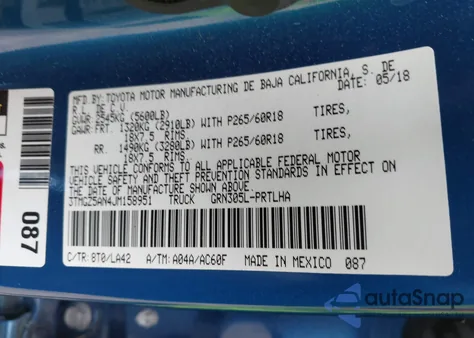 MFD.BY: TOYOTA MOTOR MANUFACTURING DE BAJA CALIFORNIA, S. DE
R. L. DE C.V. 05/18
GVWR 2545KG (5600LB)
GAWR: FRT. 1320KG (2910LB) WITH P265/60R18 TIRES,
18X7.5 RIMS.
RR. 1490KG (3280LB) WITH P265/60R18 TIRES,
18X7.5 RIMS.
THIS VEHICLE CONFORMS TO ALL APPLICABLE FEDERAL MOTOR
VEHICLE SAFETY AND THEFT PREVENTION STANDARDS IN EFFECT ON
THE DATE OF MANUFACTURE SHOWN ABOVE.
3TMGZ5AN4JM158951 TRUCK GRN305L-PRTLHA
C/TR: 8T0/LA42 A/TM: A04A/AC60F MADE IN MEXICO 087
087
autoSnap